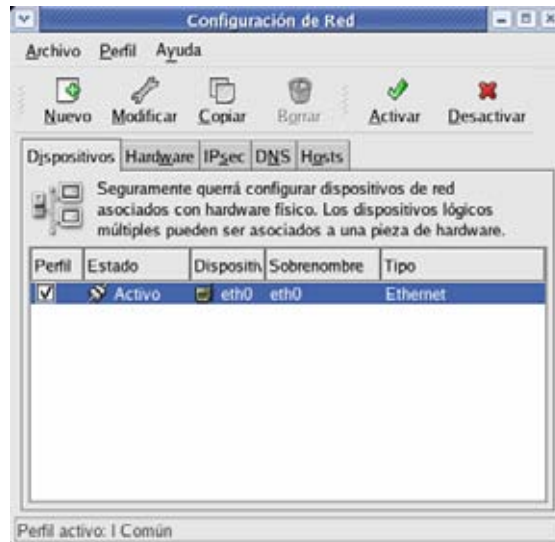 Configuración de Red
Archivo Perfil Ayuda
Nuevo Modificar Copiar Borrar Activar Desactivar
Dispositivos Hardware IPsec DNS Hosts
Seguramente querrá configurar dispositivos de red
asociados con hardware físico. Los dispositivos lógicos
múltiples pueden ser asociados a una pieza de hardware.
Perfil Estado Dispositiv Sobrenombre Tipo
Activo eth0 eth0 Ethernet
Perfil activo: l Común